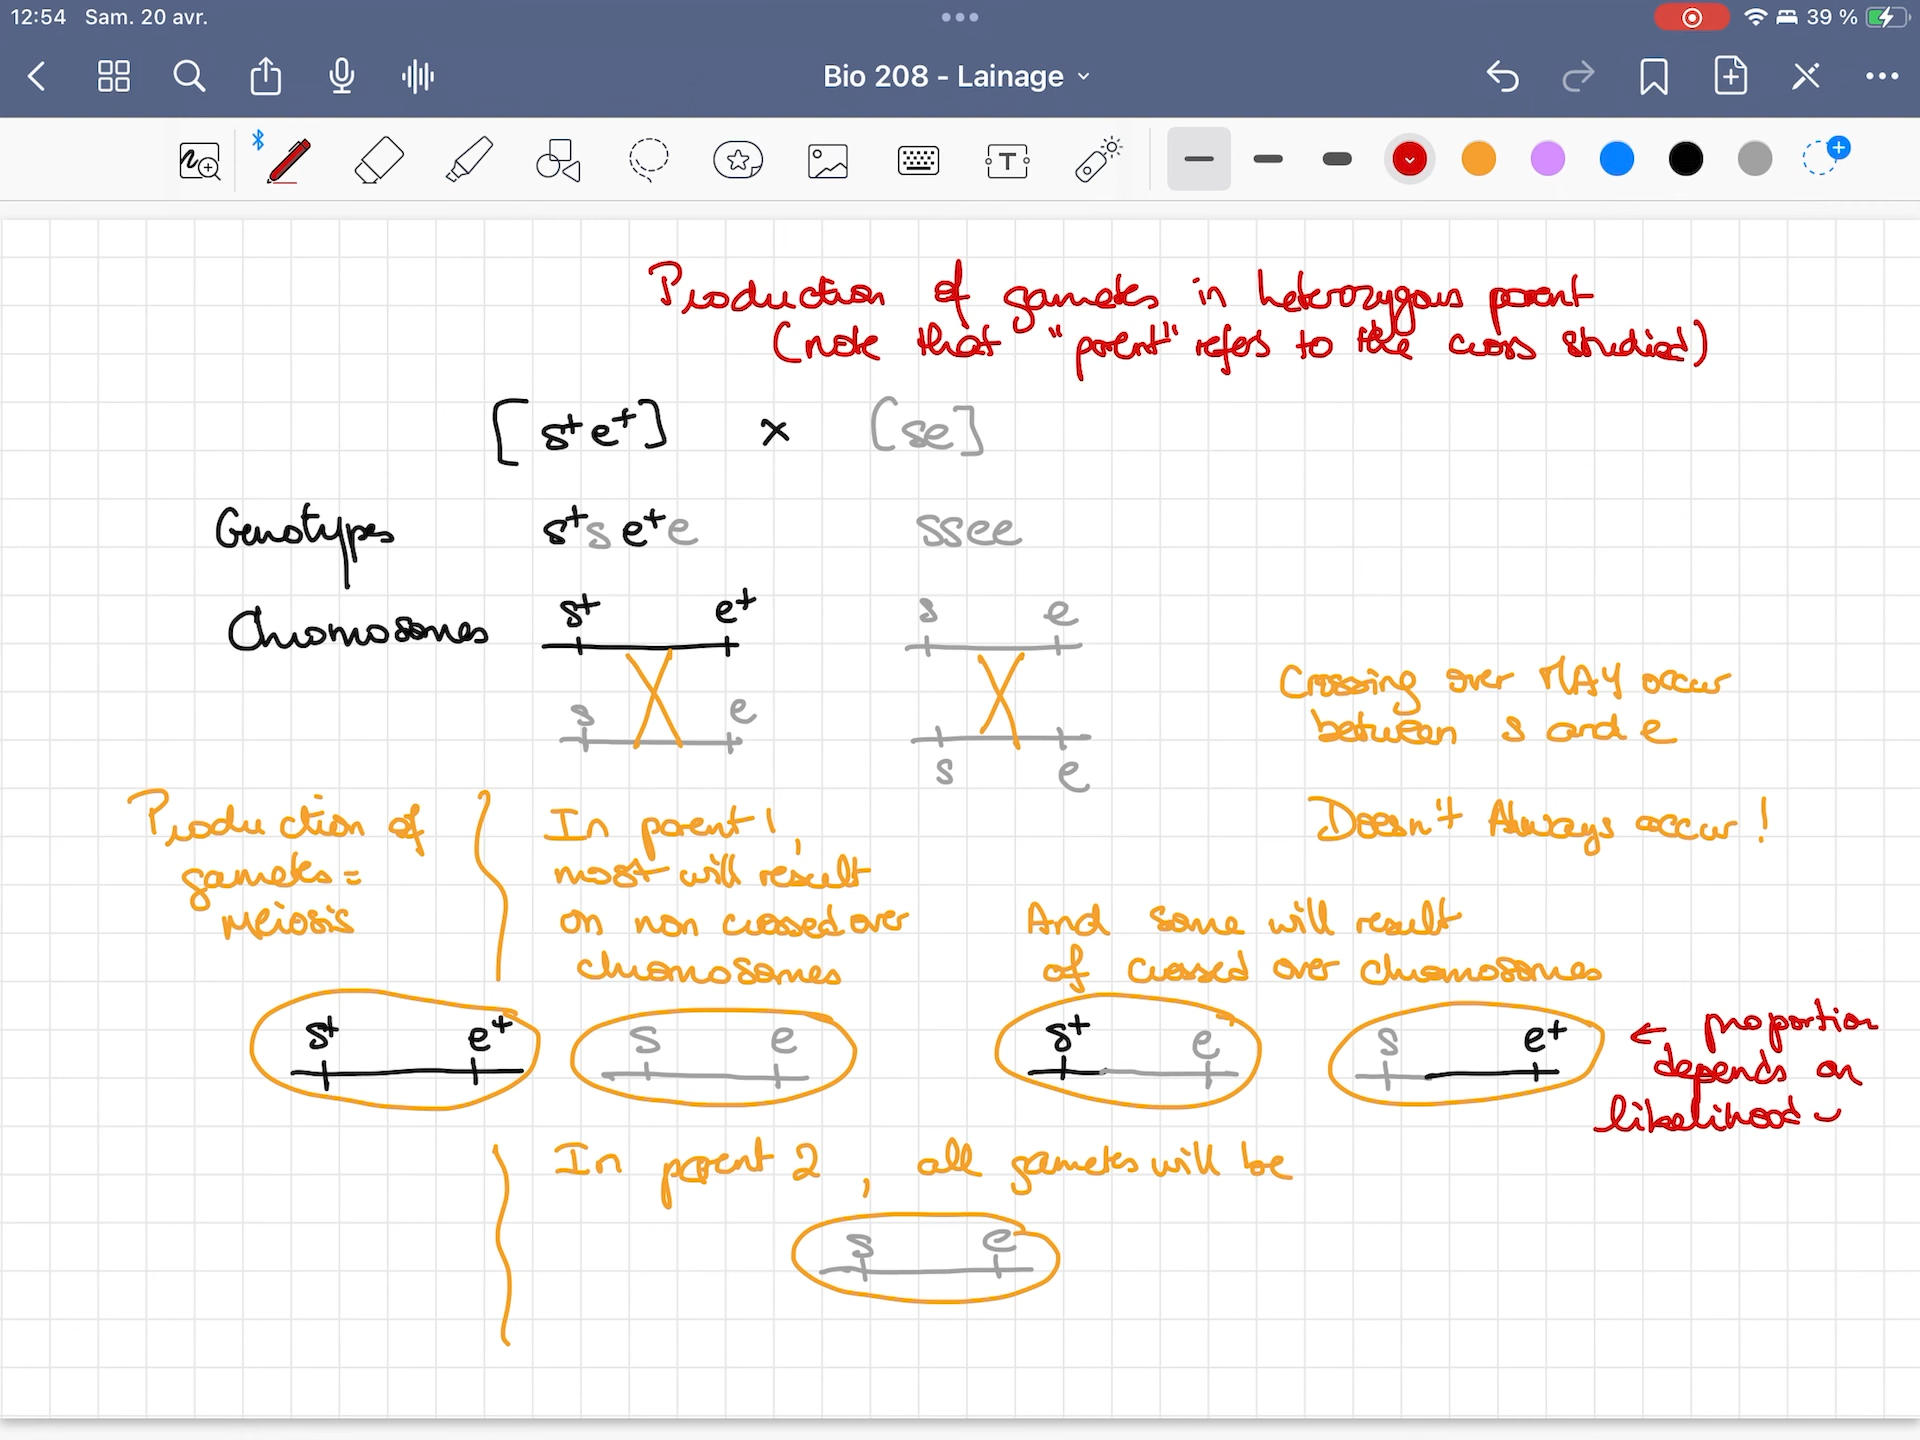 12:54 Sam. 20 avr.
39 %
Bio 208 - Lainage
T
Production of gametes in heterozygous parent
(note that "parent" refers to the cross studied)
[s+e+] x [se]
Genotypes s+s e+e ssee
Chromosomes
s+ e+ s e
s e
s e
Crossing over MAY occur
between s and e
Doesn't Always occur!
Production of
gametes =
meiosis
In parent 1,
most will result
on non crossed over
chromosomes
And some will result
of crossed over chromosomes
s+ e+ s e s+ e s e+
← proportion
depends on
likelihood
In parent 2, all gametes will be
s e